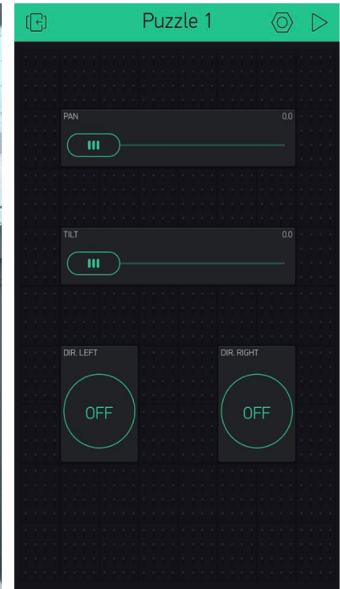 Puzzle 1
PAN 0.0
TILT 0.0
DIR. LEFT DIR. RIGHT
OFF OFF